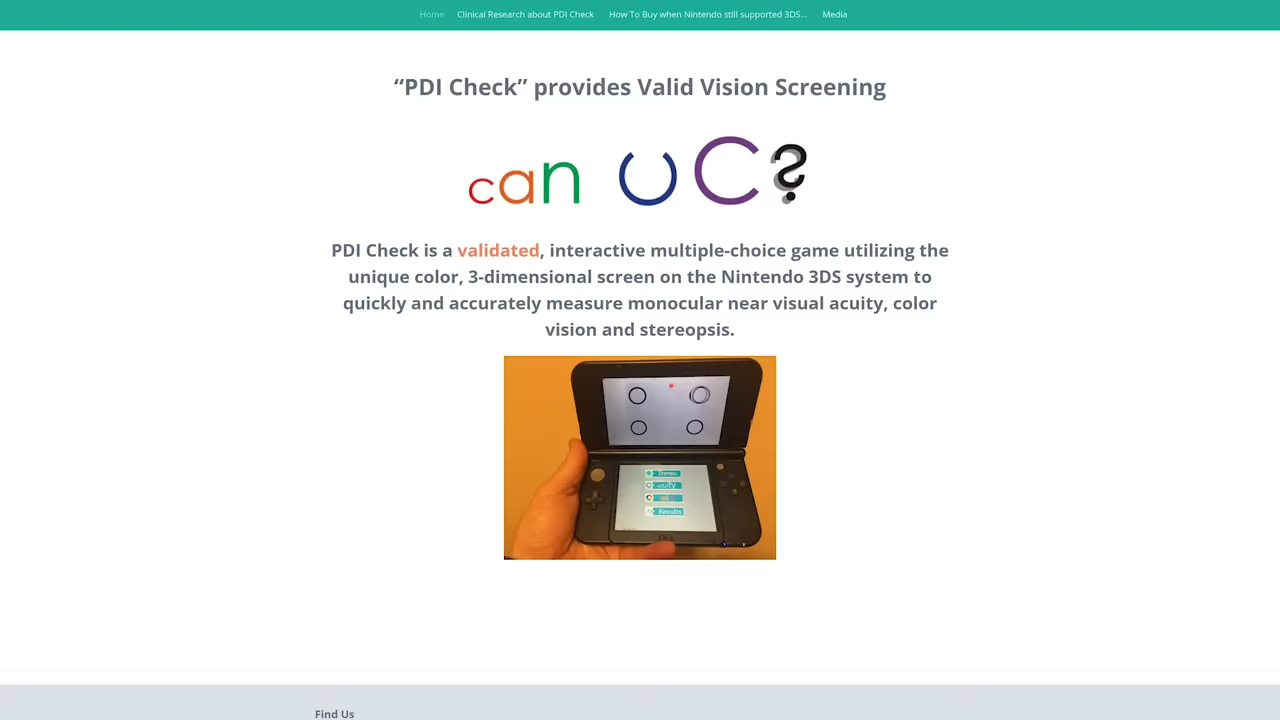 Home Clinical Research about PDI Check How To Buy when Nintendo still supported 3DS... Media
“PDI Check” provides Valid Vision Screening
can UC?
PDI Check is a validated, interactive multiple-choice game utilizing the
unique color, 3-dimensional screen on the Nintendo 3DS system to
quickly and accurately measure monocular near visual acuity, color
vision and stereopsis.
Stereo
Results
Find Us